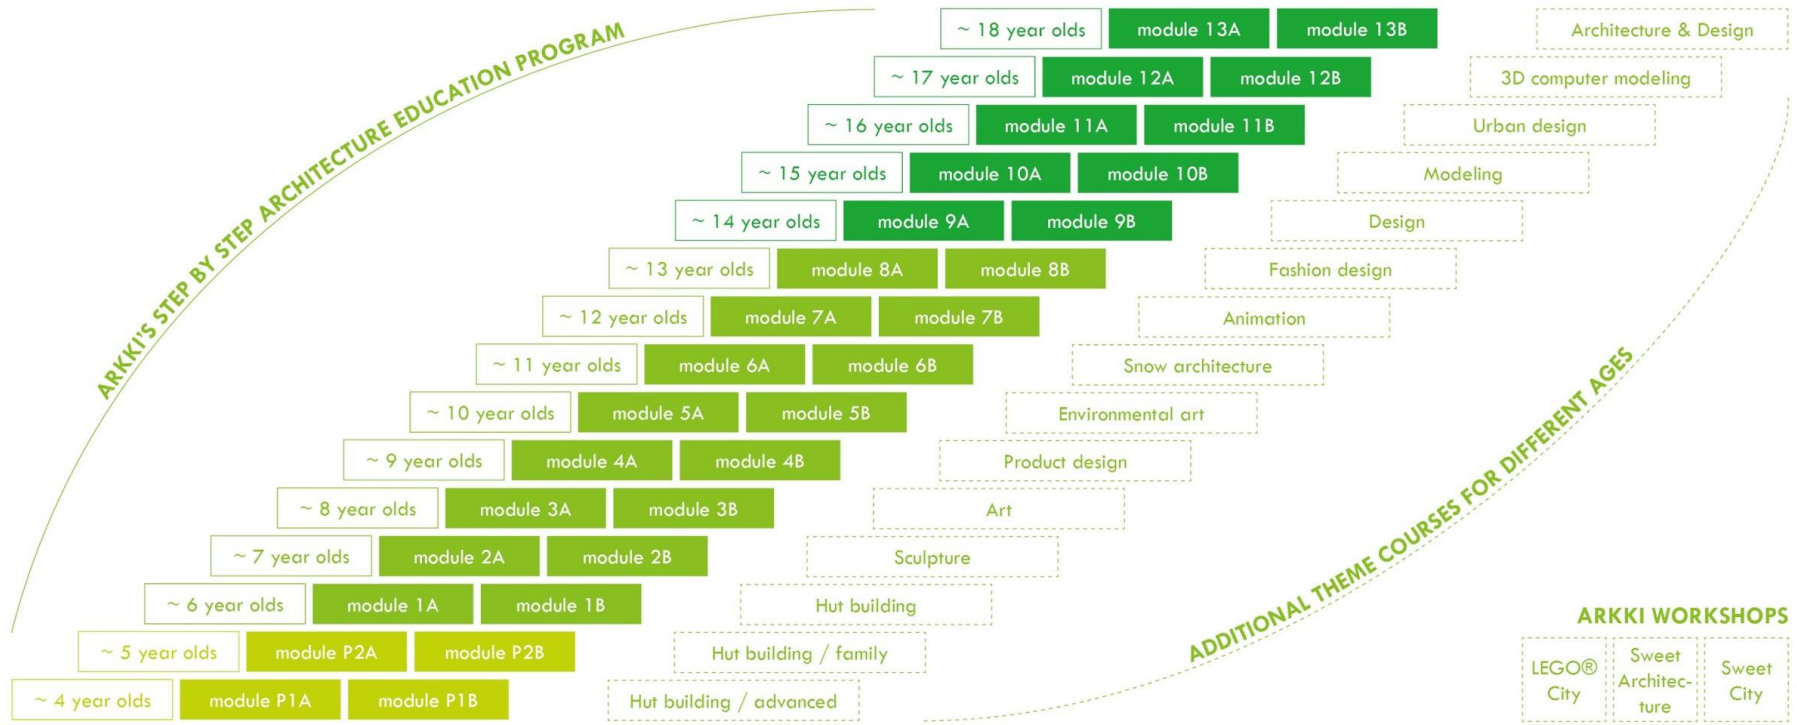 ARKKI'S STEP BY STEP ARCHITECTURE EDUCATION PROGRAM
~ 18 year olds module 13A module 13B Architecture & Design
~ 17 year olds module 12A module 12B 3D computer modeling
~ 16 year olds module 11A module 11B Urban design
~ 15 year olds module 10A module 10B Modeling
~ 14 year olds module 9A module 9B Design
~ 13 year olds module 8A module 8B Fashion design
~ 12 year olds module 7A module 7B Animation
~ 11 year olds module 6A module 6B Snow architecture
~ 10 year olds module 5A module 5B Environmental art
~ 9 year olds module 4A module 4B Product design
~ 8 year olds module 3A module 3B Art
~ 7 year olds module 2A module 2B Sculpture
~ 6 year olds module 1A module 1B Hut building
~ 5 year olds module P2A module P2B Hut building / family
~ 4 year olds module P1A module P1B Hut building / advanced
ADDITIONAL THEME COURSES FOR DIFFERENT AGES
ARKKI WORKSHOPS
LEGO®
City
Sweet
Architec-
ture
Sweet
City